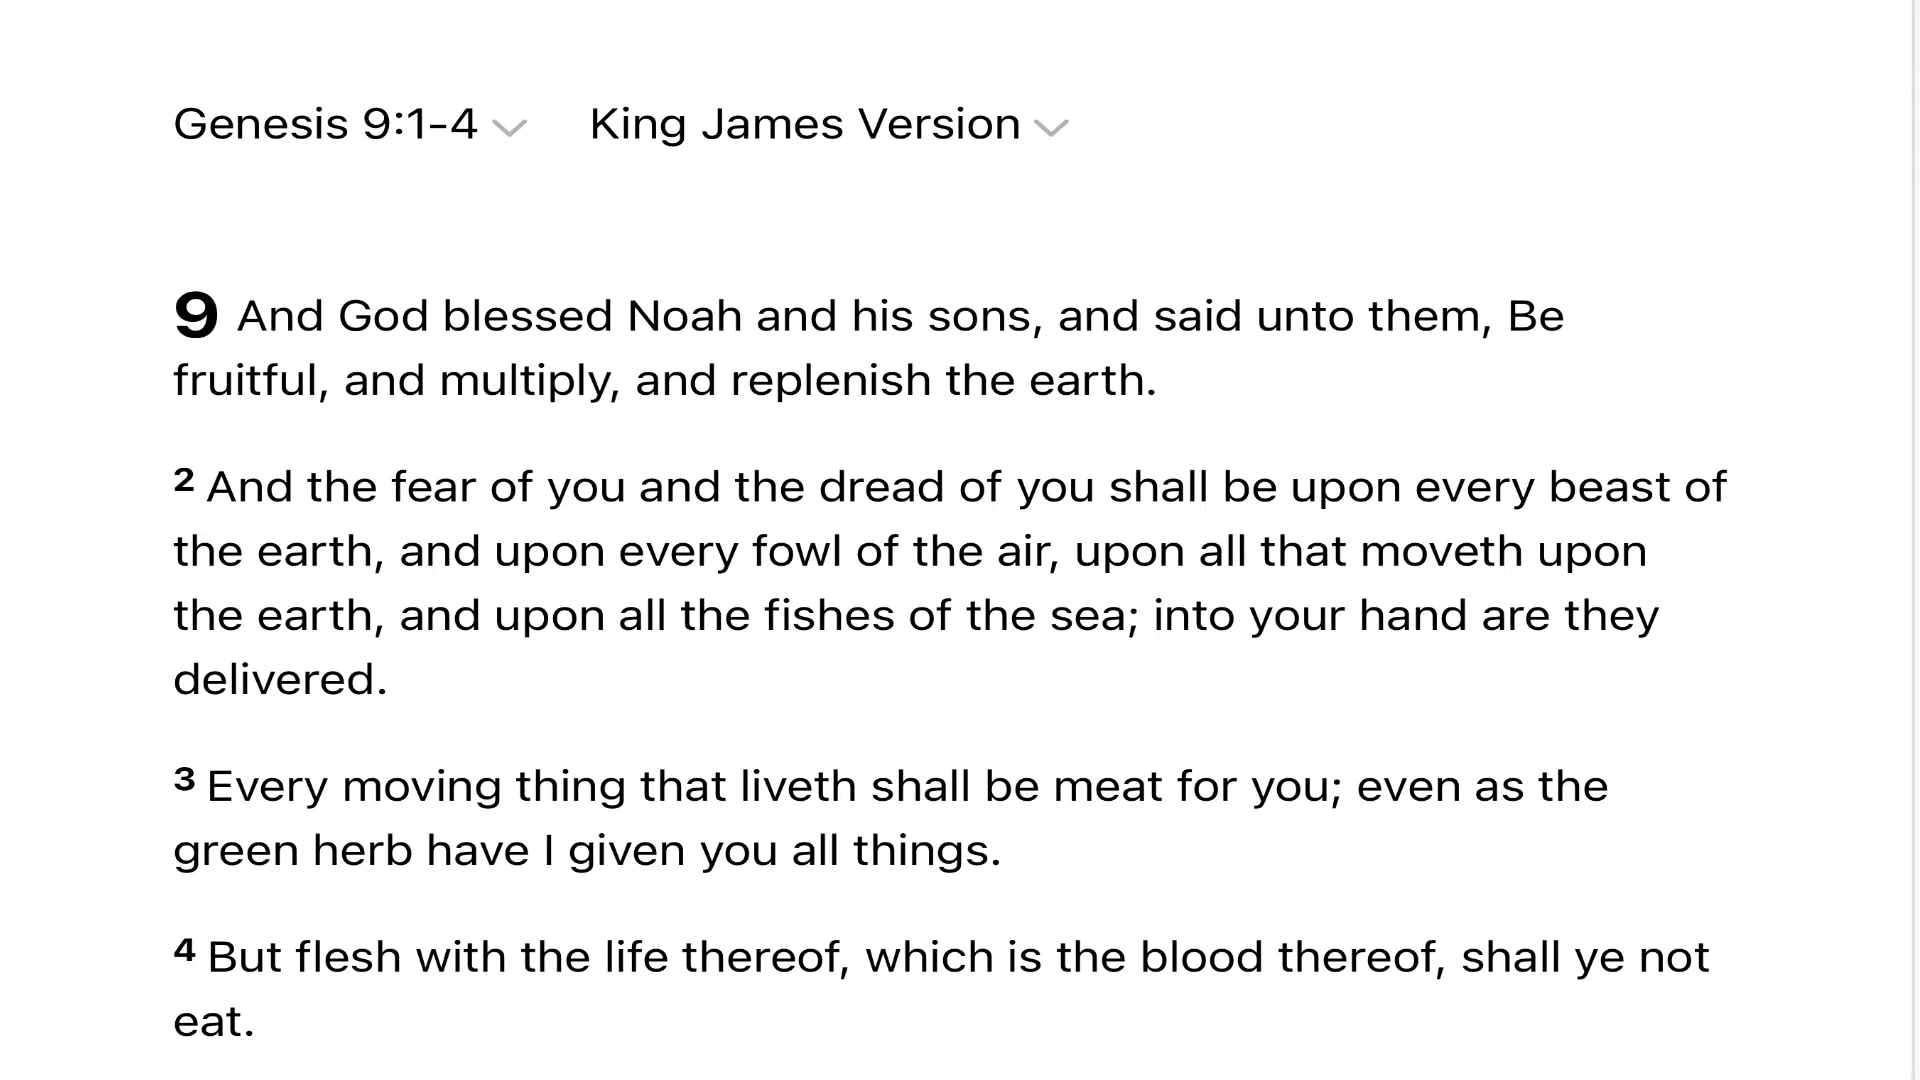 Genesis 9:1-4 King James Version
9 And God blessed Noah and his sons, and said unto them, Be
fruitful, and multiply, and replenish the earth.
2 And the fear of you and the dread of you shall be upon every beast of
the earth, and upon every fowl of the air, upon all that moveth upon
the earth, and upon all the fishes of the sea; into your hand are they
delivered.
3 Every moving thing that liveth shall be meat for you; even as the
green herb have I given you all things.
4 But flesh with the life thereof, which is the blood thereof, shall ye not
eat.